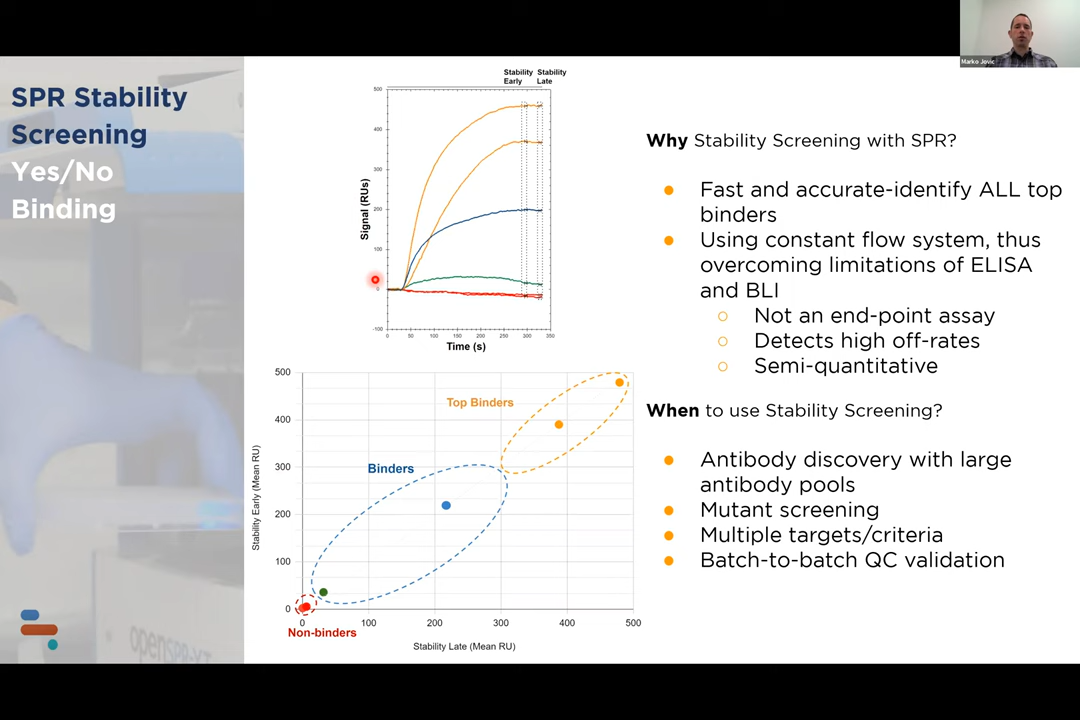 Marko Jovic
SPR Stability
Screening
Yes/No
Binding
openSPR-XT
Stability Stability
Early Late
500
400
300
200
100
0
-100
Signal (RUs)
0 50 100 150 200 250 300 350
Time (s)
500
400
300
200
100
0
Stability Early (Mean RU)
Top Binders
Binders
Non-binders
0 100 200 300 400 500
Stability Late (Mean RU)
Why Stability Screening with SPR?
Fast and accurate-identify ALL top
binders
Using constant flow system, thus
overcoming limitations of ELISA
and BLI
Not an end-point assay
Detects high off-rates
Semi-quantitative
When to use Stability Screening?
Antibody discovery with large
antibody pools
Mutant screening
Multiple targets/criteria
Batch-to-batch QC validation